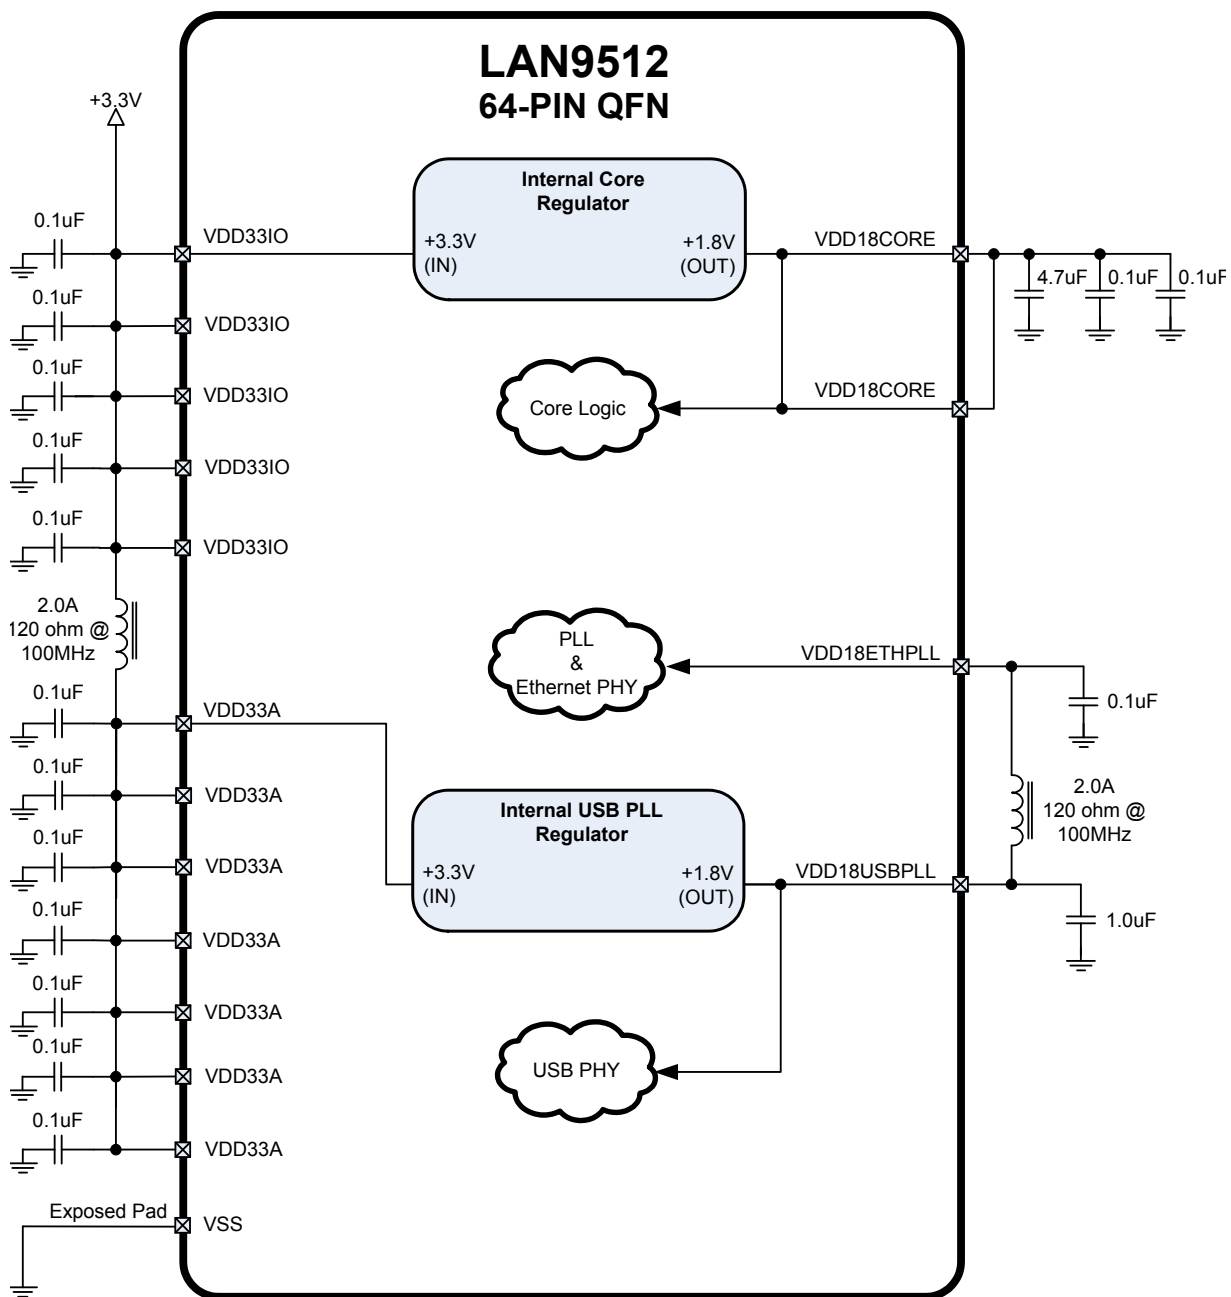 LAN9512
64-PIN QFN
+3.3V
Internal Core
Regulator
+3.3V
(IN)
+1.8V
(OUT)
0.1uF
VDD33IO
VDD18CORE
4.7uF
0.1uF
0.1uF
0.1uF
VDD33IO
0.1uF
VDD33IO
Core Logic
VDD18CORE
0.1uF
VDD33IO
0.1uF
VDD33IO
2.0A
120 ohm @
100MHz
PLL
&
Ethernet PHY
VDD18ETHPLL
0.1uF
0.1uF
VDD33A
0.1uF
VDD33A
Internal USB PLL
Regulator
+3.3V
(IN)
+1.8V
(OUT)
2.0A
120 ohm @
100MHz
0.1uF
VDD33A
VDD18USBPLL
1.0uF
0.1uF
VDD33A
0.1uF
VDD33A
0.1uF
VDD33A
USB PHY
0.1uF
VDD33A
Exposed Pad
VSS